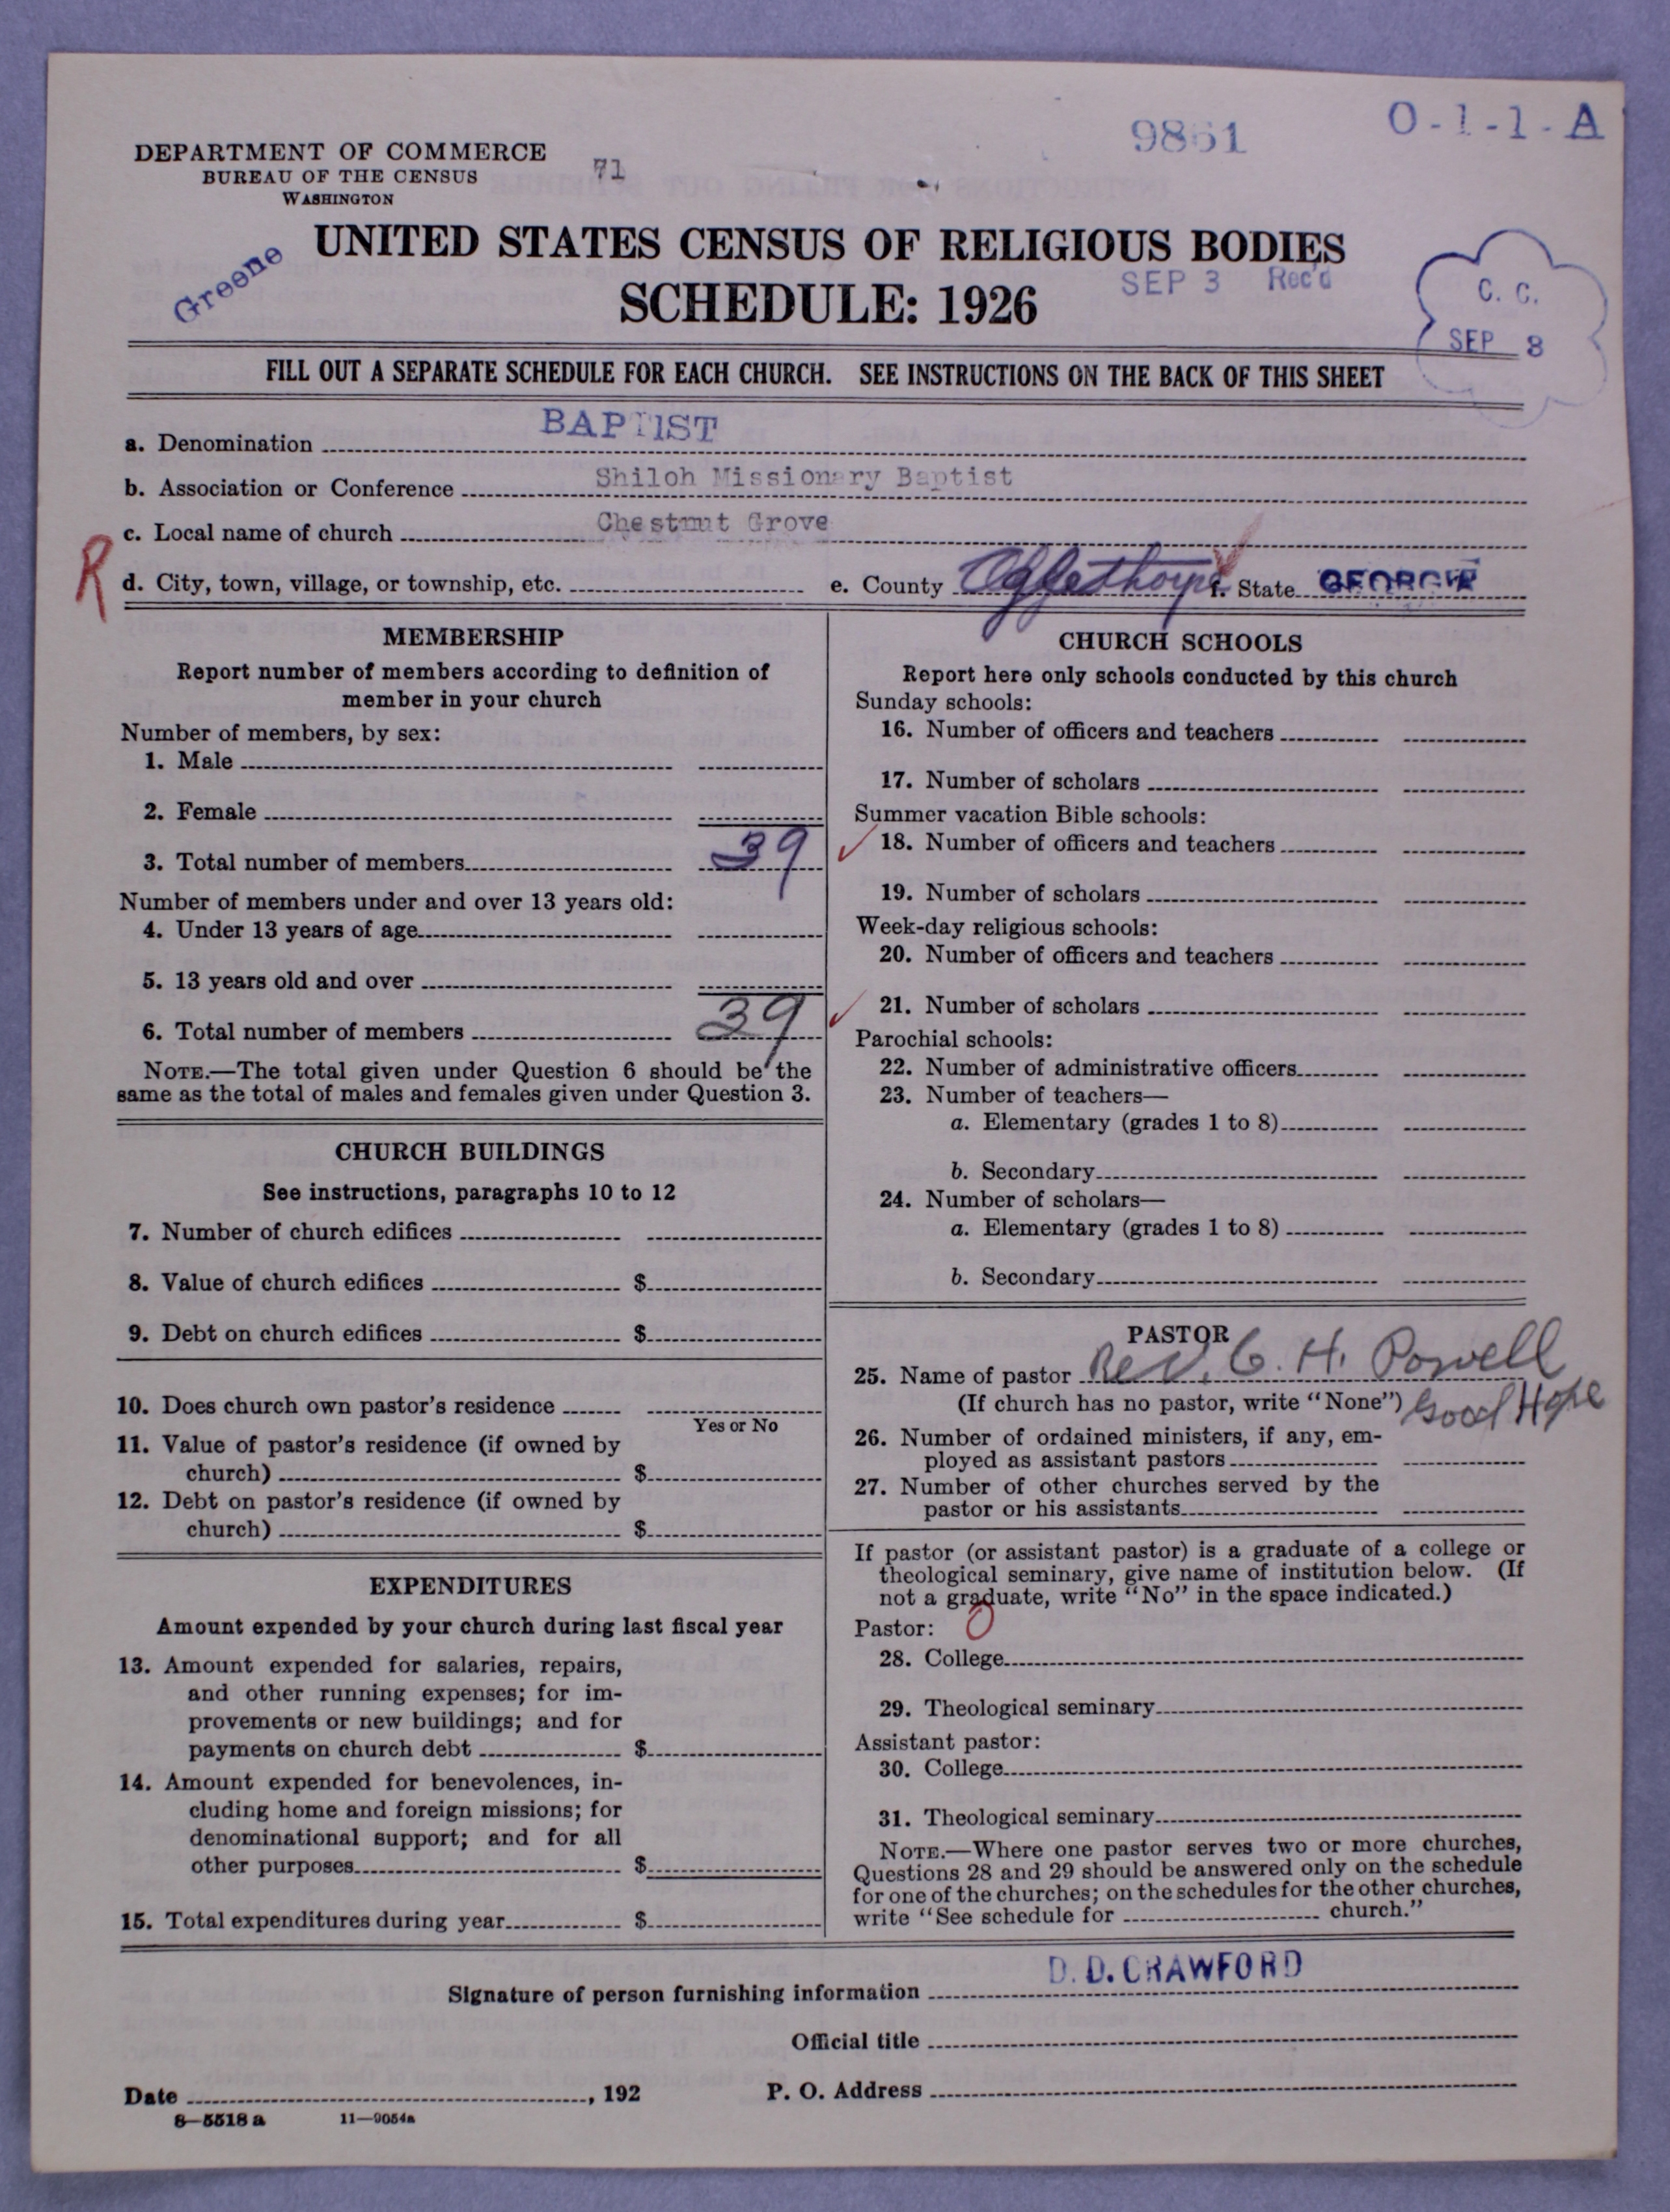 O-1-1-A
9861
DEPARTMENT OF COMMERCE
BUREAU OF THE CENSUS
WASHINGTON
71
Greene
UNITED STATES CENSUS OF RELIGIOUS BODIES
SCHEDULE: 1926
SEP 3 Rec'd
C. C.
SEP 8
FILL OUT A SEPARATE SCHEDULE FOR EACH CHURCH. SEE INSTRUCTIONS ON THE BACK OF THIS SHEET
a. Denomination BAPTIST
b. Association or Conference Shiloh Missionary Baptist
c. Local name of church Chestnut Grove
R
d. City, town, village, or township, etc. e. County Oglethorpe f. State GEORGIA
MEMBERSHIP
Report number of members according to definition of
member in your church
Number of members, by sex:
1. Male
2. Female
3. Total number of members 39
Number of members under and over 13 years old:
4. Under 13 years of age
5. 13 years old and over
6. Total number of members 39
NOTE.—The total given under Question 6 should be the
same as the total of males and females given under Question 3.
CHURCH BUILDINGS
See instructions, paragraphs 10 to 12
7. Number of church edifices
8. Value of church edifices $
9. Debt on church edifices $
10. Does church own pastor's residence
Yes or No
11. Value of pastor's residence (if owned by
church) $
12. Debt on pastor's residence (if owned by
church) $
EXPENDITURES
Amount expended by your church during last fiscal year
13. Amount expended for salaries, repairs,
and other running expenses; for im-
provements or new buildings; and for
payments on church debt $
14. Amount expended for benevolences, in-
cluding home and foreign missions; for
denominational support; and for all
other purposes $
15. Total expenditures during year $
CHURCH SCHOOLS
Report here only schools conducted by this church
Sunday schools:
16. Number of officers and teachers
17. Number of scholars
Summer vacation Bible schools:
18. Number of officers and teachers
19. Number of scholars
Week-day religious schools:
20. Number of officers and teachers
21. Number of scholars
Parochial schools:
22. Number of administrative officers
23. Number of teachers—
a. Elementary (grades 1 to 8)
b. Secondary
24. Number of scholars—
a. Elementary (grades 1 to 8)
b. Secondary
PASTOR
25. Name of pastor Rev. C. H. Powell
(If church has no pastor, write "None") Good Hope
26. Number of ordained ministers, if any, em-
ployed as assistant pastors
27. Number of other churches served by the
pastor or his assistants
If pastor (or assistant pastor) is a graduate of a college or
theological seminary, give name of institution below. (If
not a graduate, write "No" in the space indicated.)
Pastor: 0
28. College
29. Theological seminary
Assistant pastor:
30. College
31. Theological seminary
NOTE.—Where one pastor serves two or more churches,
Questions 28 and 29 should be answered only on the schedule
for one of the churches; on the schedules for the other churches,
write "See schedule for church."
Signature of person furnishing information D. D. CRAWFORD
Official title
Date , 192 P. O. Address
8—5518 a 11—9054a